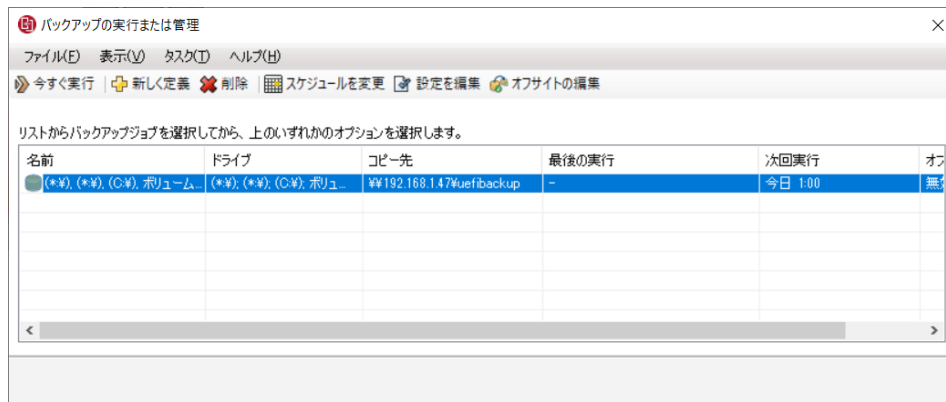 バックアップの実行または管理
ファイル(F) 表示(V) タスク(T) ヘルプ(H)
今すぐ実行 新しく定義 削除 スケジュールを変更 設定を編集 オフサイトの編集
リストからバックアップジョブを選択してから、上のいずれかのオプションを選択します。
名前 ドライブ コピー先 最後の実行 次回実行 オフ
(*:¥), (*:¥), (C:¥), ボリューム... (*:¥); (*:¥); (C:¥); ボリュ... ¥¥192.168.1.47¥uefibackup - 今日 1:00 無効